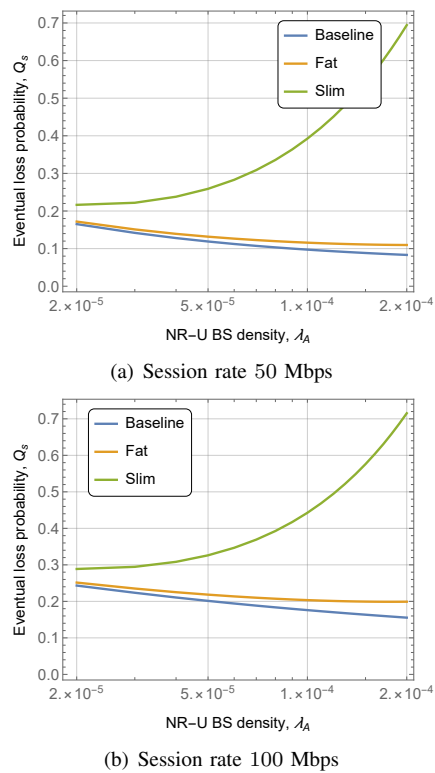 0.7
0.6
0.5
0.4
0.3
0.2
0.1
0.0
Eventual loss probability, Qs
Baseline
Fat
Slim
2.×10⁻⁵
5.×10⁻⁵
1.×10⁻⁴
2.×10⁻⁴
NR-U BS density, λA
(a) Session rate 50 Mbps
0.7
0.6
0.5
0.4
0.3
0.2
0.1
0.0
Eventual loss probability, Qs
Baseline
Fat
Slim
2.×10⁻⁵
5.×10⁻⁵
1.×10⁻⁴
2.×10⁻⁴
NR-U BS density, λA
(b) Session rate 100 Mbps